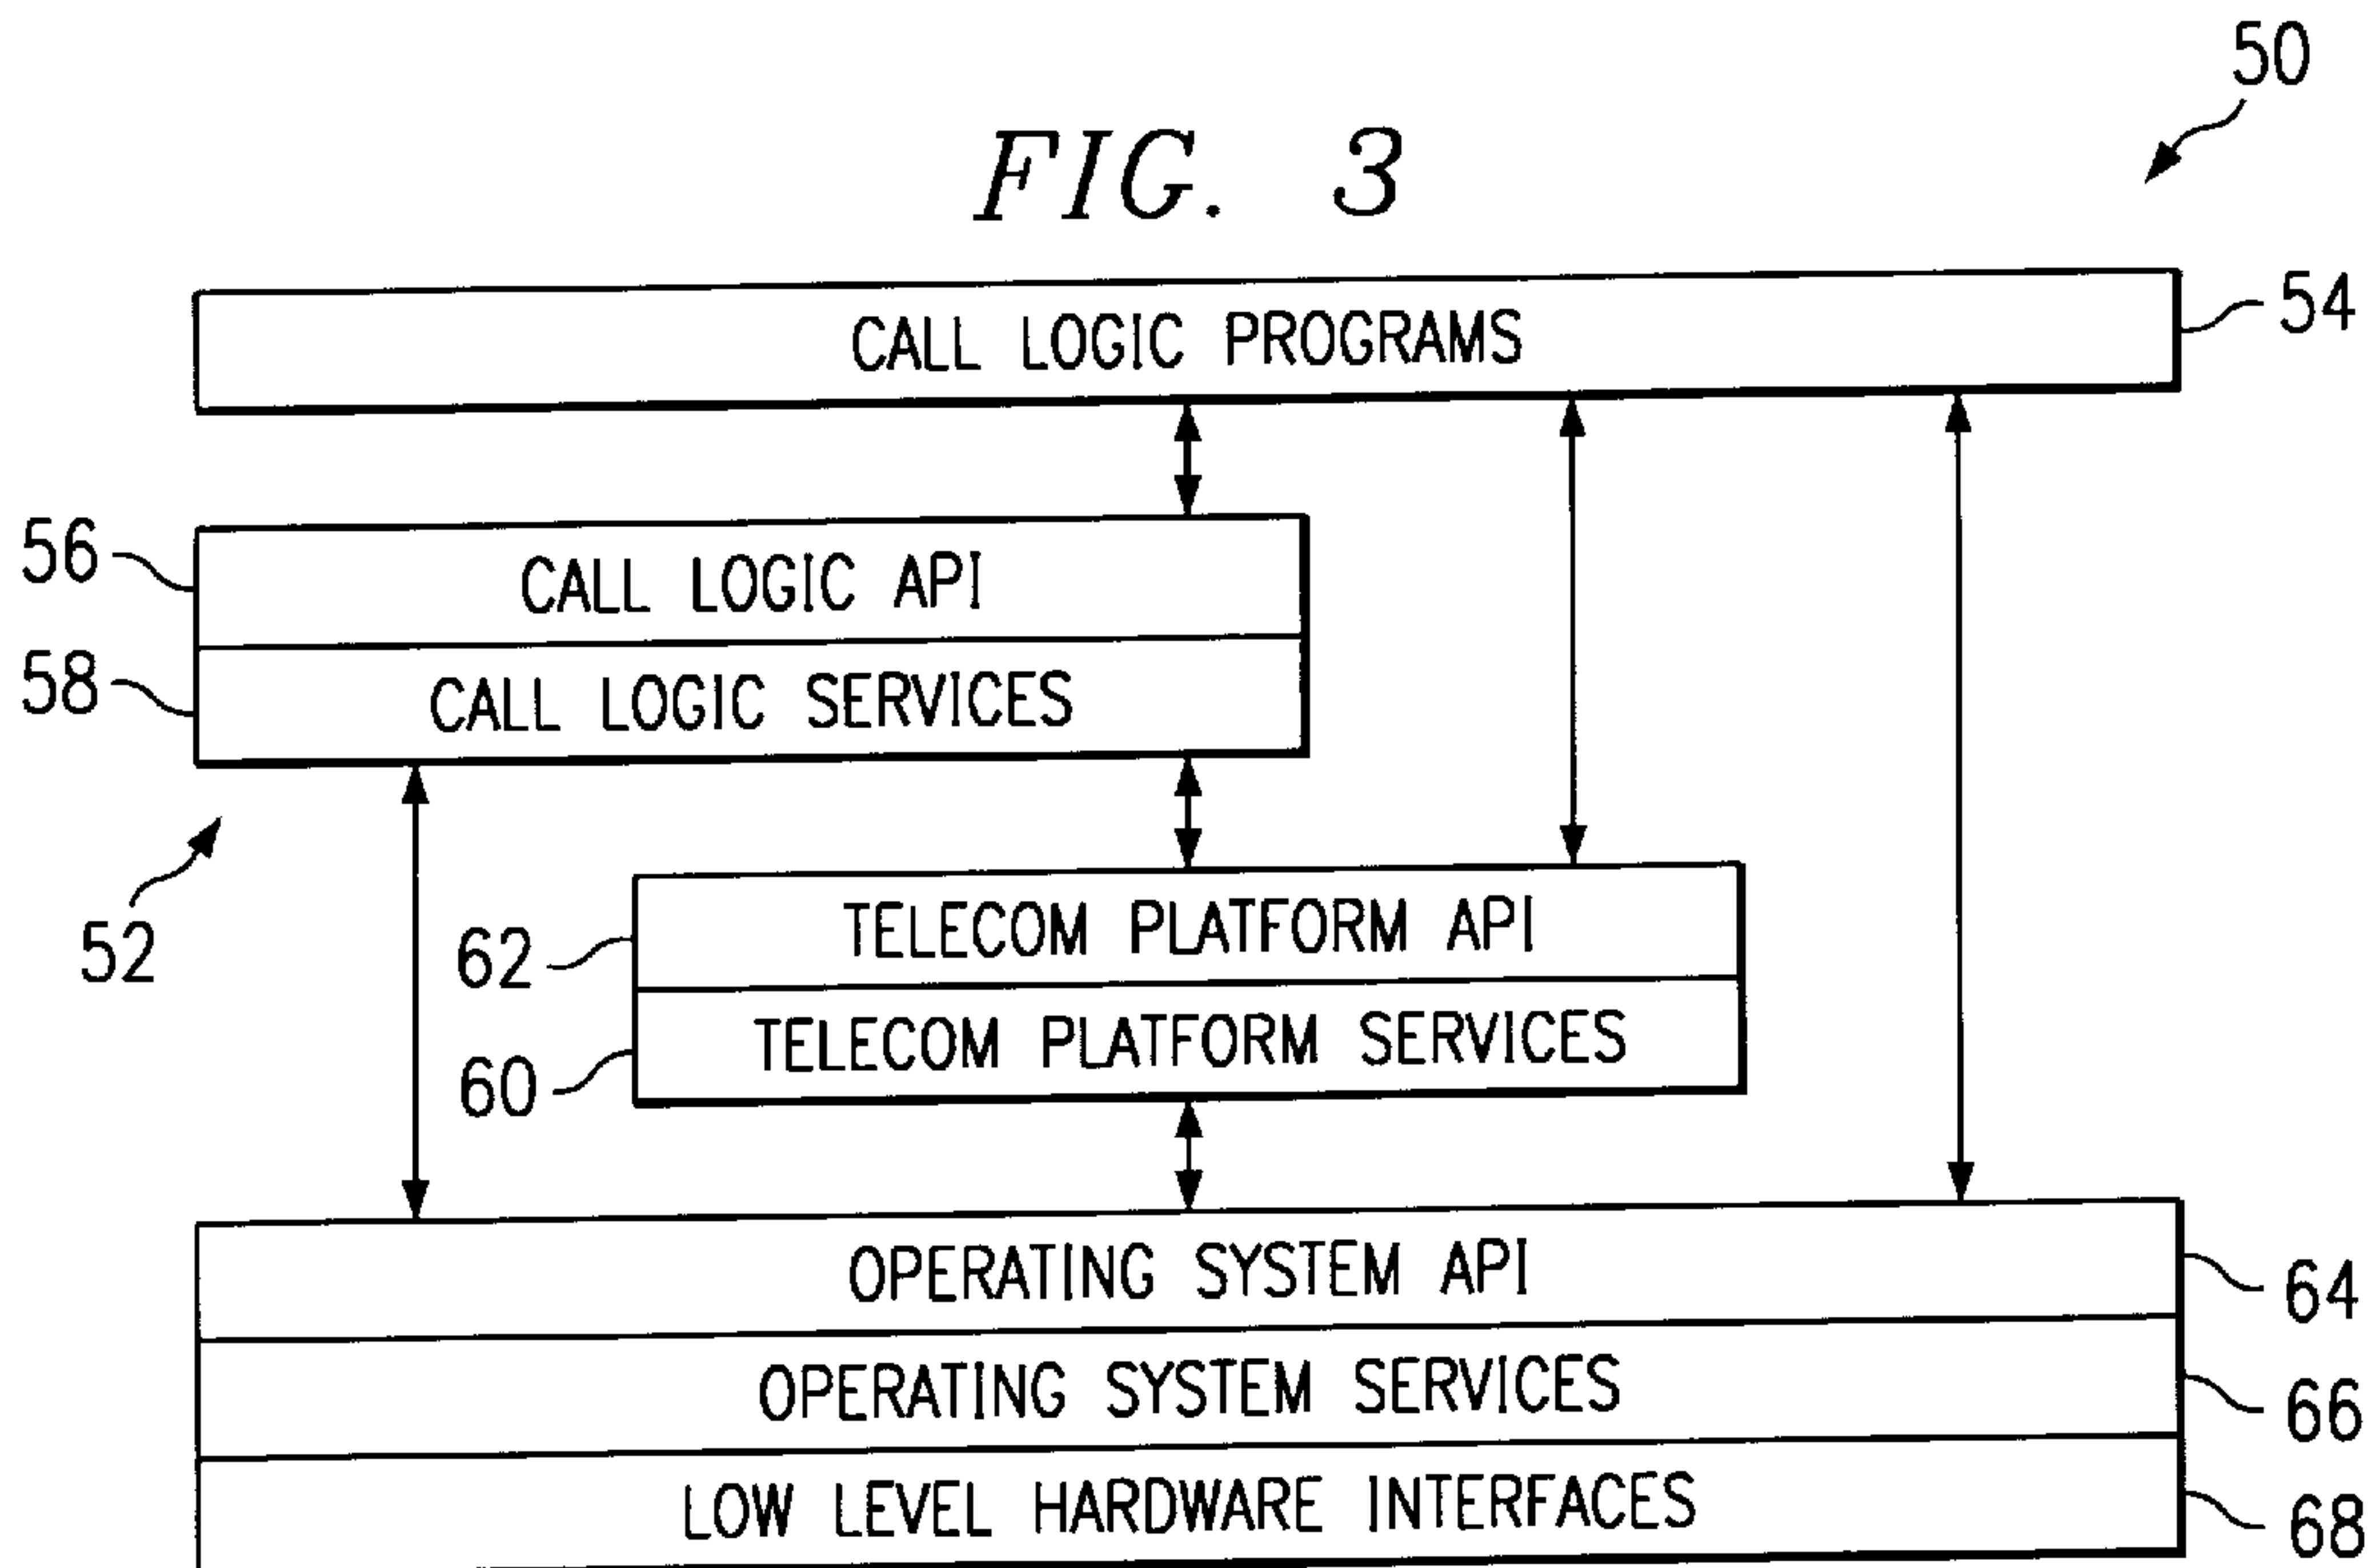 50
FIG. 3
CALL LOGIC PROGRAMS
54
56
CALL LOGIC API
58
CALL LOGIC SERVICES
52
62
TELECOM PLATFORM API
60
TELECOM PLATFORM SERVICES
OPERATING SYSTEM API
64
OPERATING SYSTEM SERVICES
66
LOW LEVEL HARDWARE INTERFACES
68